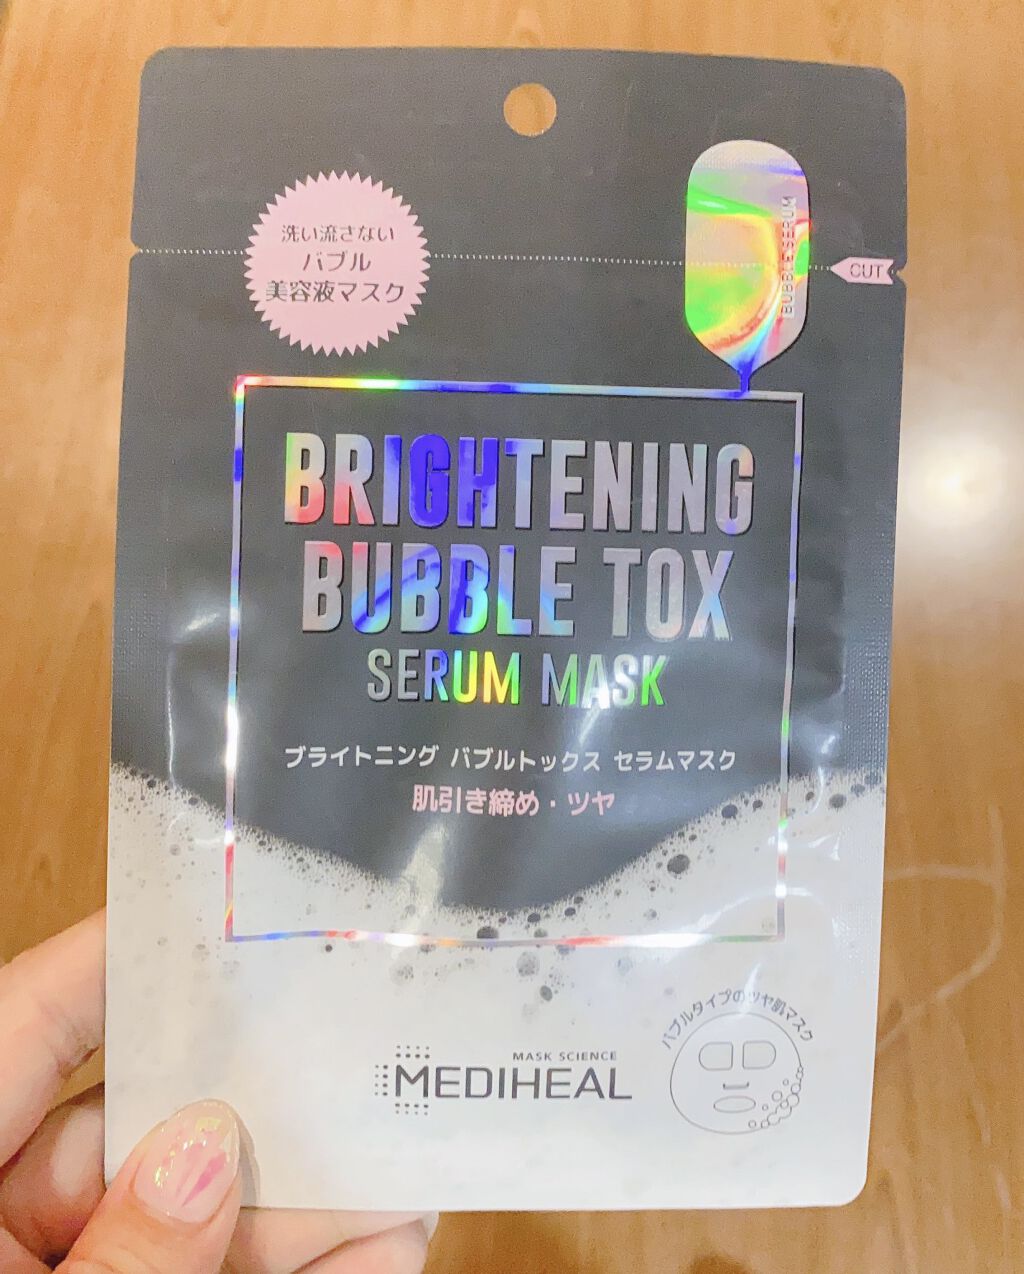 洗い流さない
バブル
美容液マスク
BUBBLE SERUM
CUT
BRIGHTENING
BUBBLE TOX
SERUM MASK
ブライトニング バブルトックス セラムマスク
肌引き締め・ツヤ
バブルタイプのツヤ肌マスク
MASK SCIENCE
MEDIHEAL